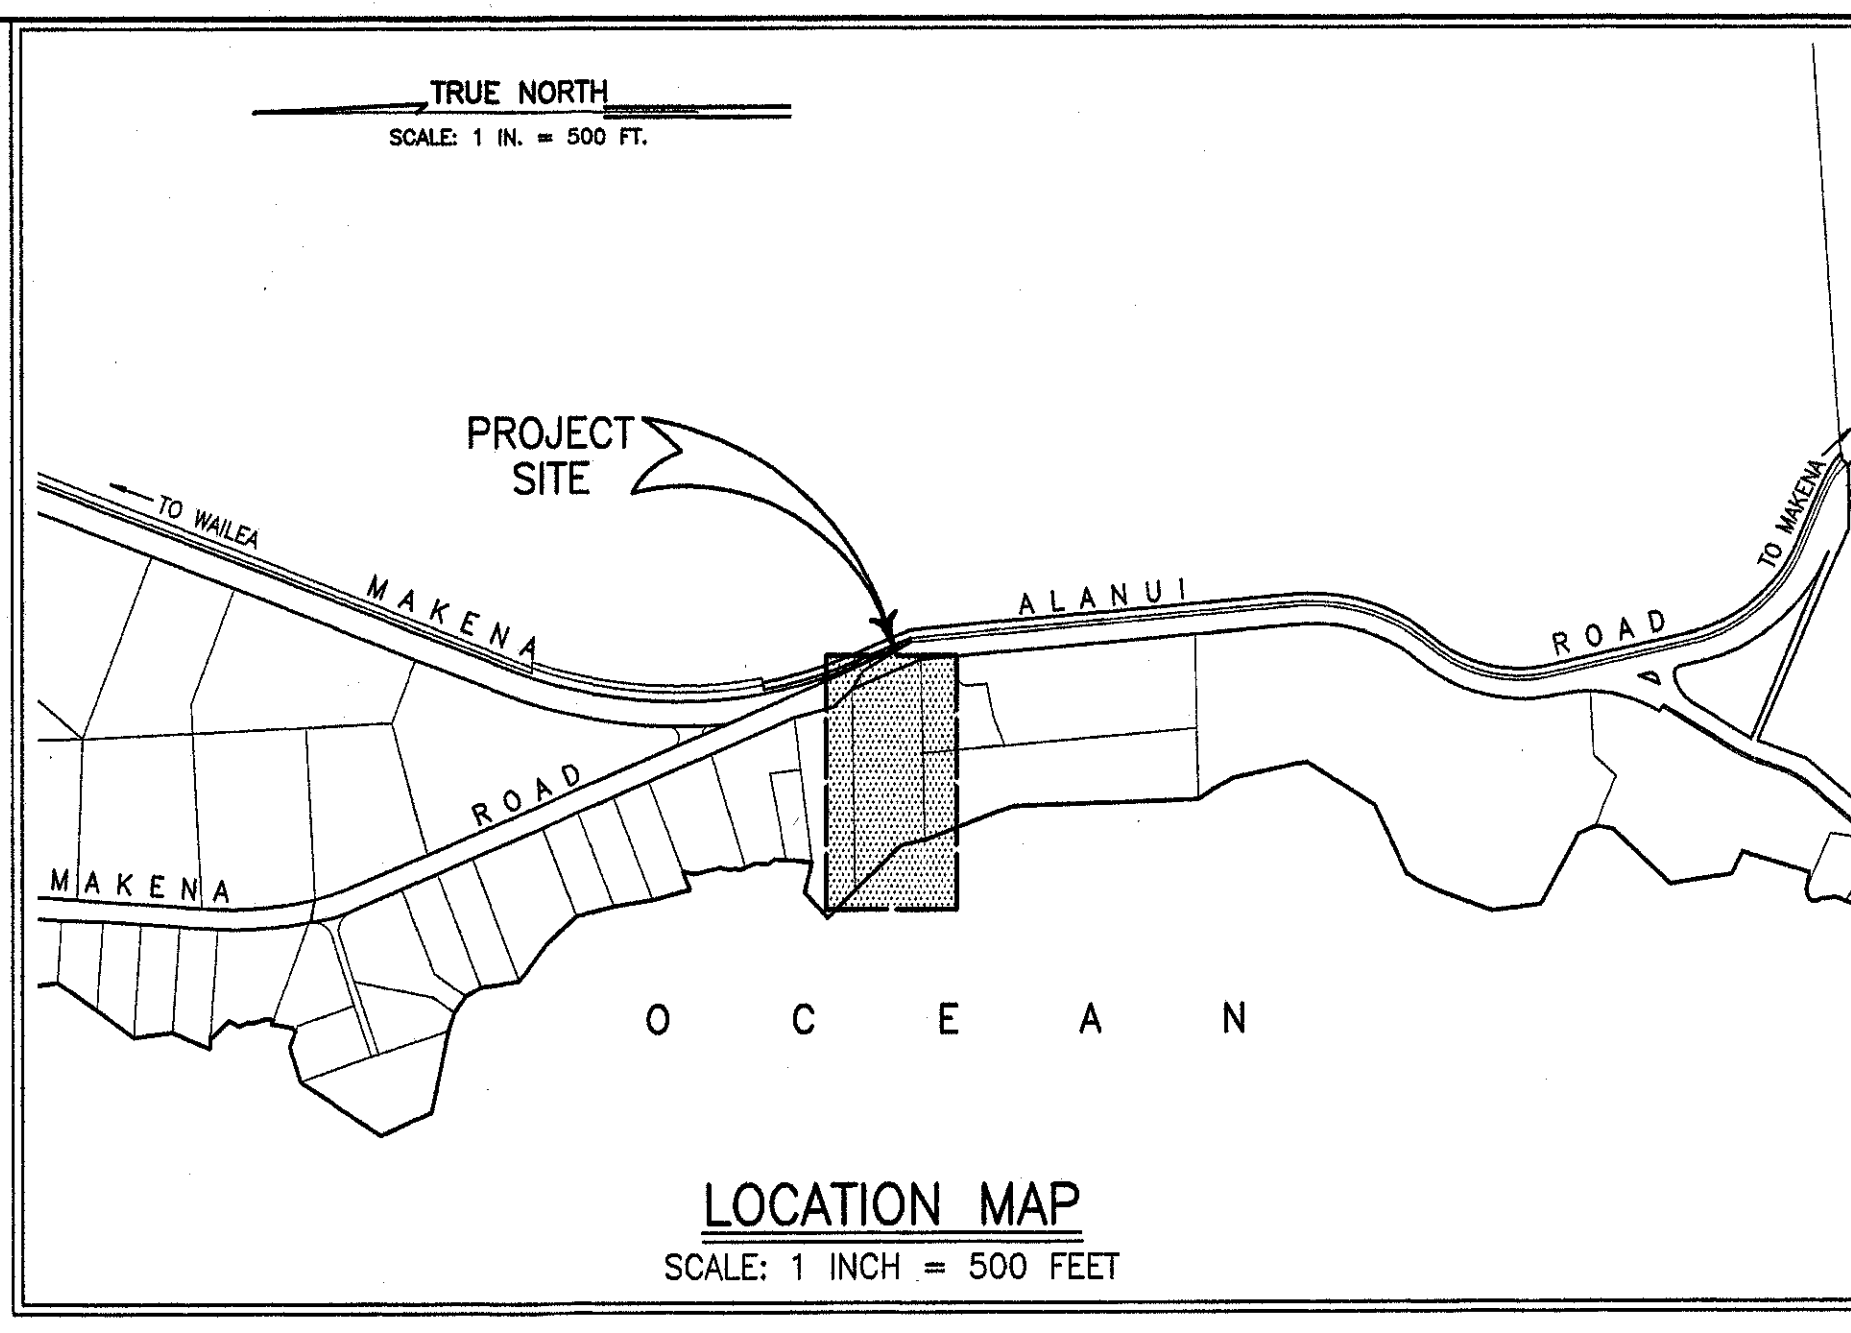 TRUE NORTH
SCALE: 1 IN. = 500 FT.
PROJECT
SITE
TO WAILEA
MAKENA
ALANUI
ROAD
TO MAKENA
MAKENA
ROAD
OCEAN
LOCATION MAP
SCALE: 1 INCH = 500 FEET